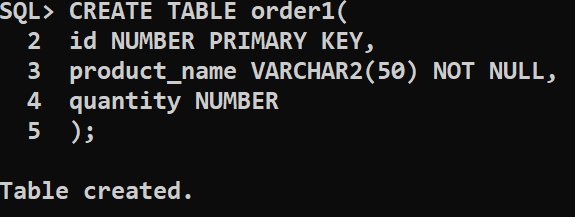 SQL> CREATE TABLE order1(
  2  id NUMBER PRIMARY KEY,
  3  product_name VARCHAR2(50) NOT NULL,
  4  quantity NUMBER
  5  );
Table created.